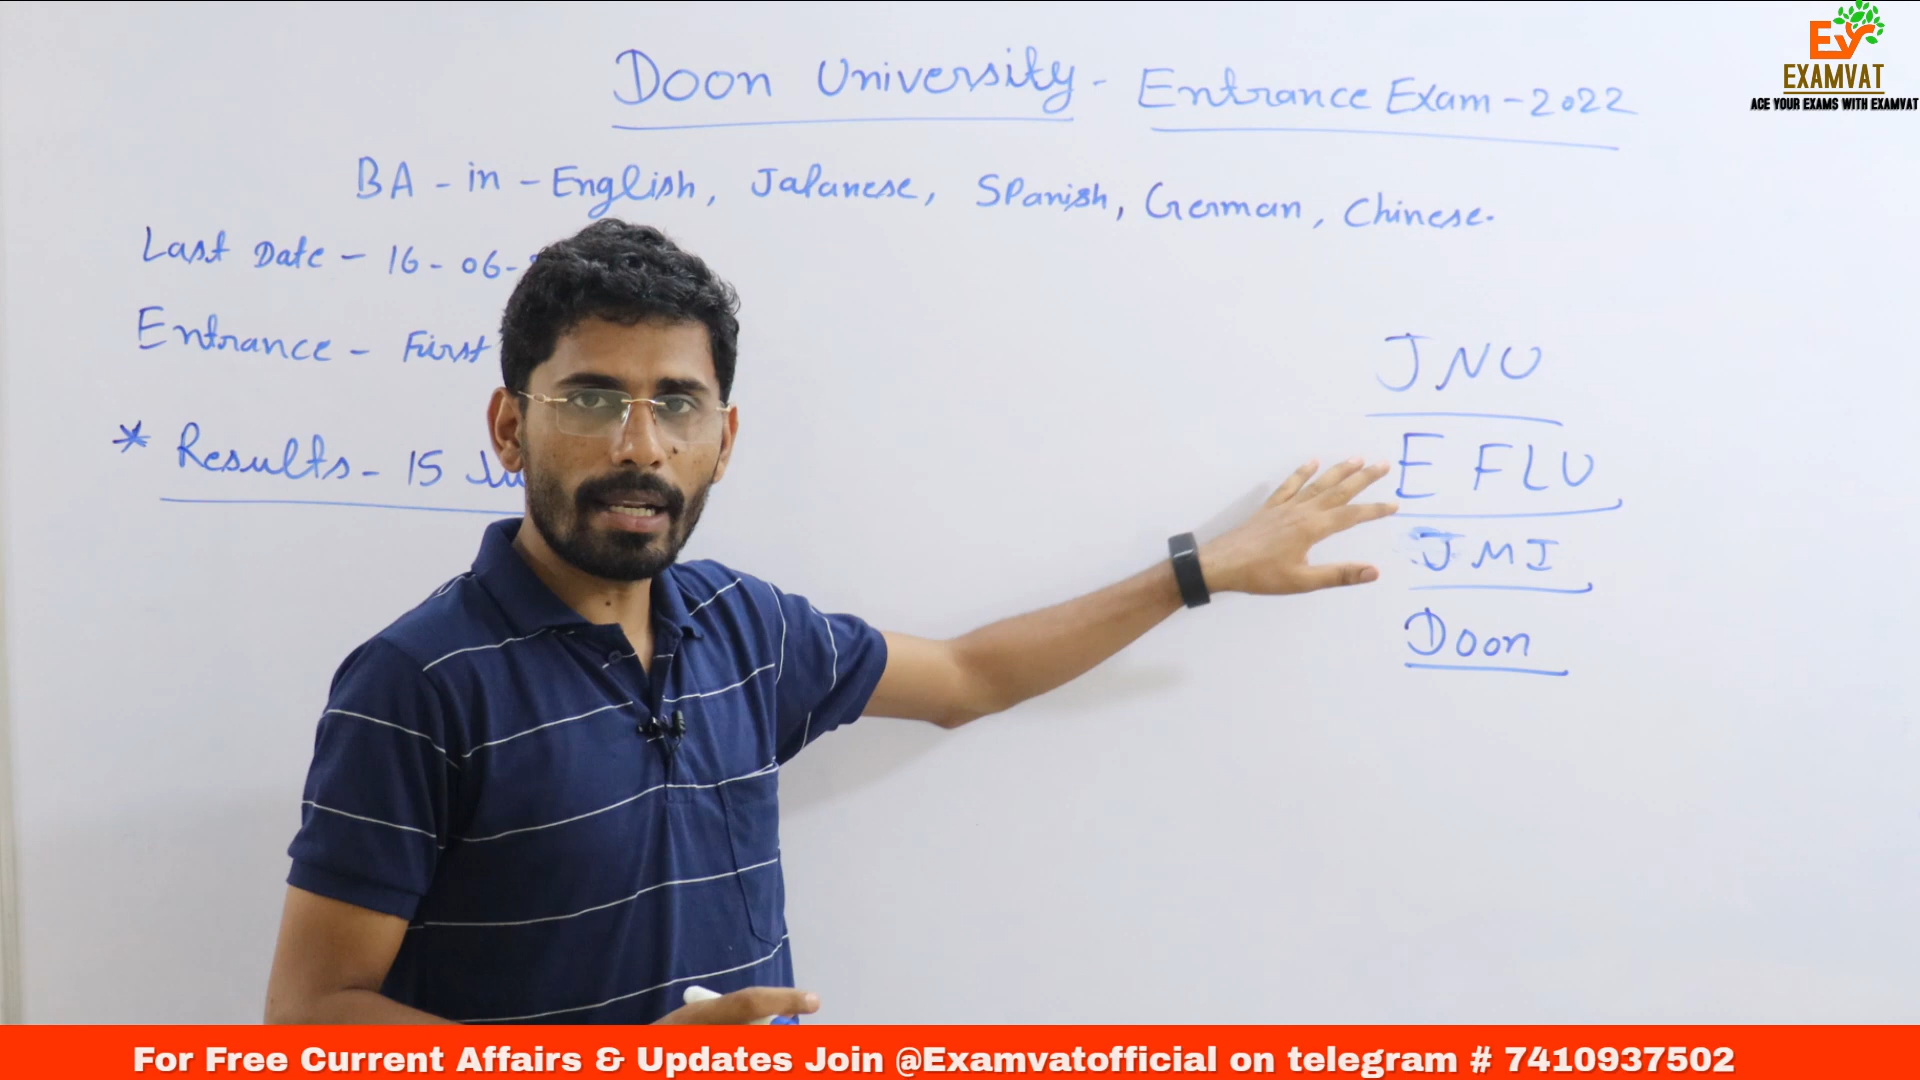 Doon University - Entrance Exam - 2022
EXAMVAT
ACE YOUR EXAMS WITH EXAMVAT
BA - in - English, Japanese, Spanish, German, Chinese.
Last Date - 16-06-
Entrance - First
* Results - 15
JNU
EFLU
JMI
Doon
For Free Current Affairs & Updates Join @Examvatofficial on telegram # 7410937502